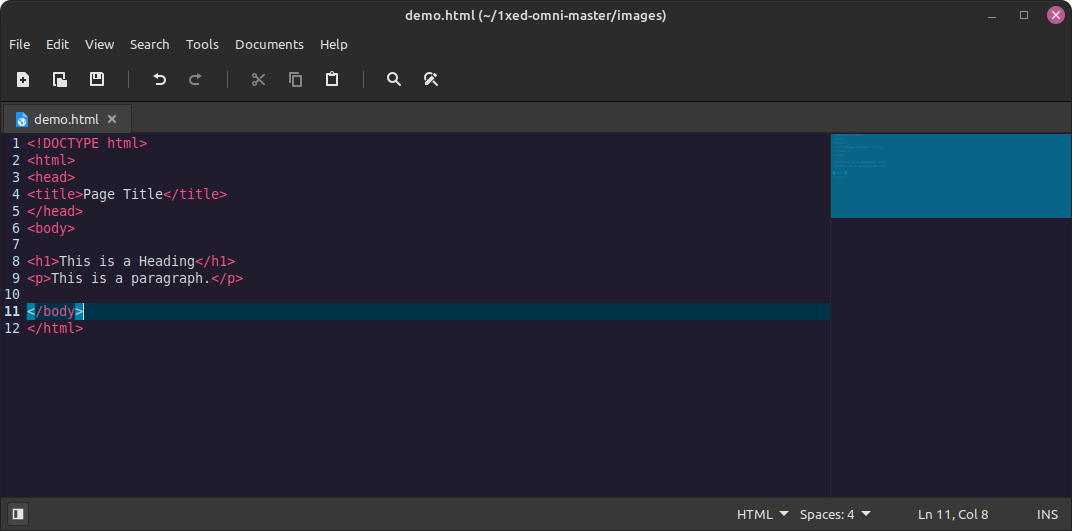 demo.html (~/1xed-omni-master/images)
File Edit View Search Tools Documents Help
demo.html
1 <!DOCTYPE html>
2 <html>
3 <head>
4 <title>Page Title</title>
5 </head>
6 <body>
7
8 <h1>This is a Heading</h1>
9 <p>This is a paragraph.</p>
10
11 </body>
12 </html>
HTML Spaces: 4 Ln 11, Col 8 INS